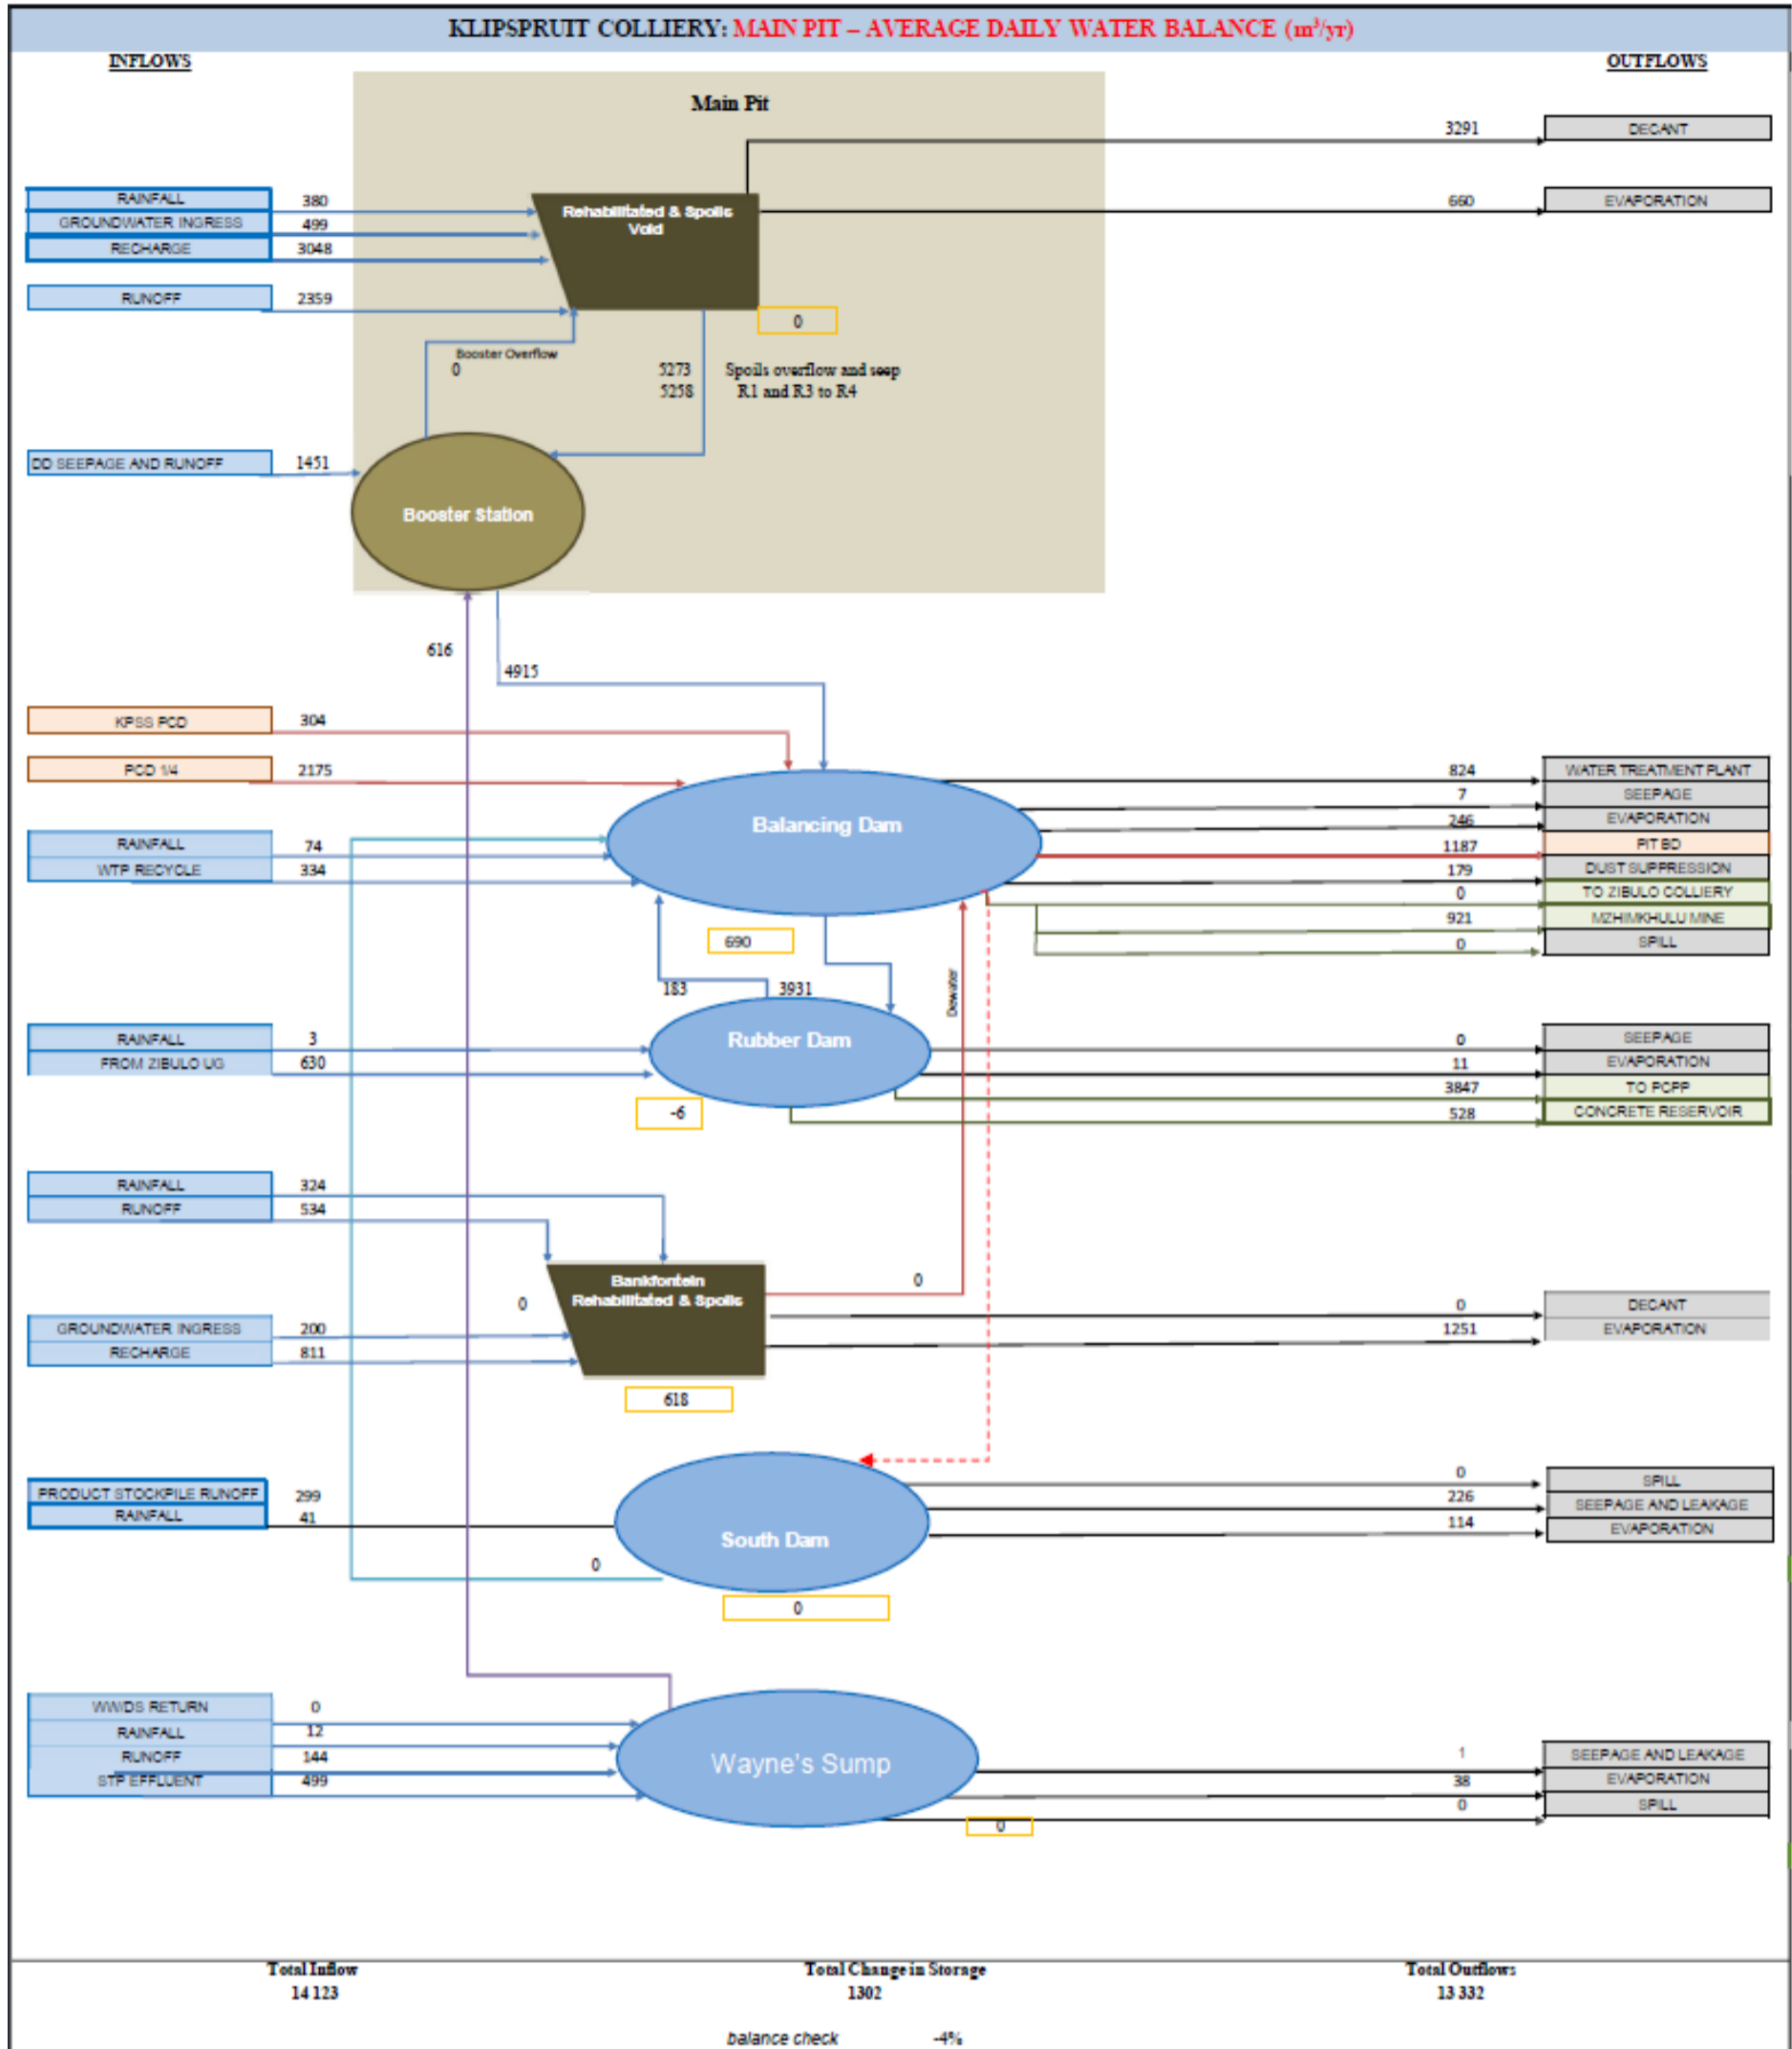 KLIPSPRUIT COLLIERY: MAIN PIT – AVERAGE DAILY WATER BALANCE (m³/yr)
INFLOWS
OUTFLOWS
Main Pit
3291
DECANT
RAINFALL
380
Rehabilitated & Spoils
Void
660
EVAPORATION
GROUNDWATER INGRESS
499
RECHARGE
3048
RUNOFF
2359
0
Booster Overflow
0
5273
Spoils overflow and seep
5258
R1 and R3 to R4
DD SEEPAGE AND RUNOFF
1451
Booster Station
616
4915
KPSS PCD
304
PCD 1/4
2175
Balancing Dam
824
WATER TREATMENT PLANT
7
SEEPAGE
246
EVAPORATION
RAINFALL
74
1187
PIT BD
WTP RECYCLE
334
179
DUST SUPPRESSION
0
TO ZIBULO COLLIERY
921
MZHIMKHULU MINE
690
0
SPILL
Dewater
183
3931
RAINFALL
3
Rubber Dam
0
SEEPAGE
FROM ZIBULO UG
630
11
EVAPORATION
3847
TO PCPP
-6
528
CONCRETE RESERVOIR
RAINFALL
324
RUNOFF
534
Bankfontein
Rehabilitated & Spoils
0
0
0
DECANT
GROUNDWATER INGRESS
200
1251
EVAPORATION
RECHARGE
811
618
PRODUCT STOCKPILE RUNOFF
299
0
SPILL
RAINFALL
41
226
SEEPAGE AND LEAKAGE
South Dam
114
EVAPORATION
0
0
WWDS RETURN
0
RAINFALL
12
RUNOFF
144
Wayne's Sump
1
SEEPAGE AND LEAKAGE
STP EFFLUENT
499
38
EVAPORATION
0
SPILL
0
Total Inflow
Total Change in Storage
Total Outflows
14 123
1302
13 332
balance check
-4%